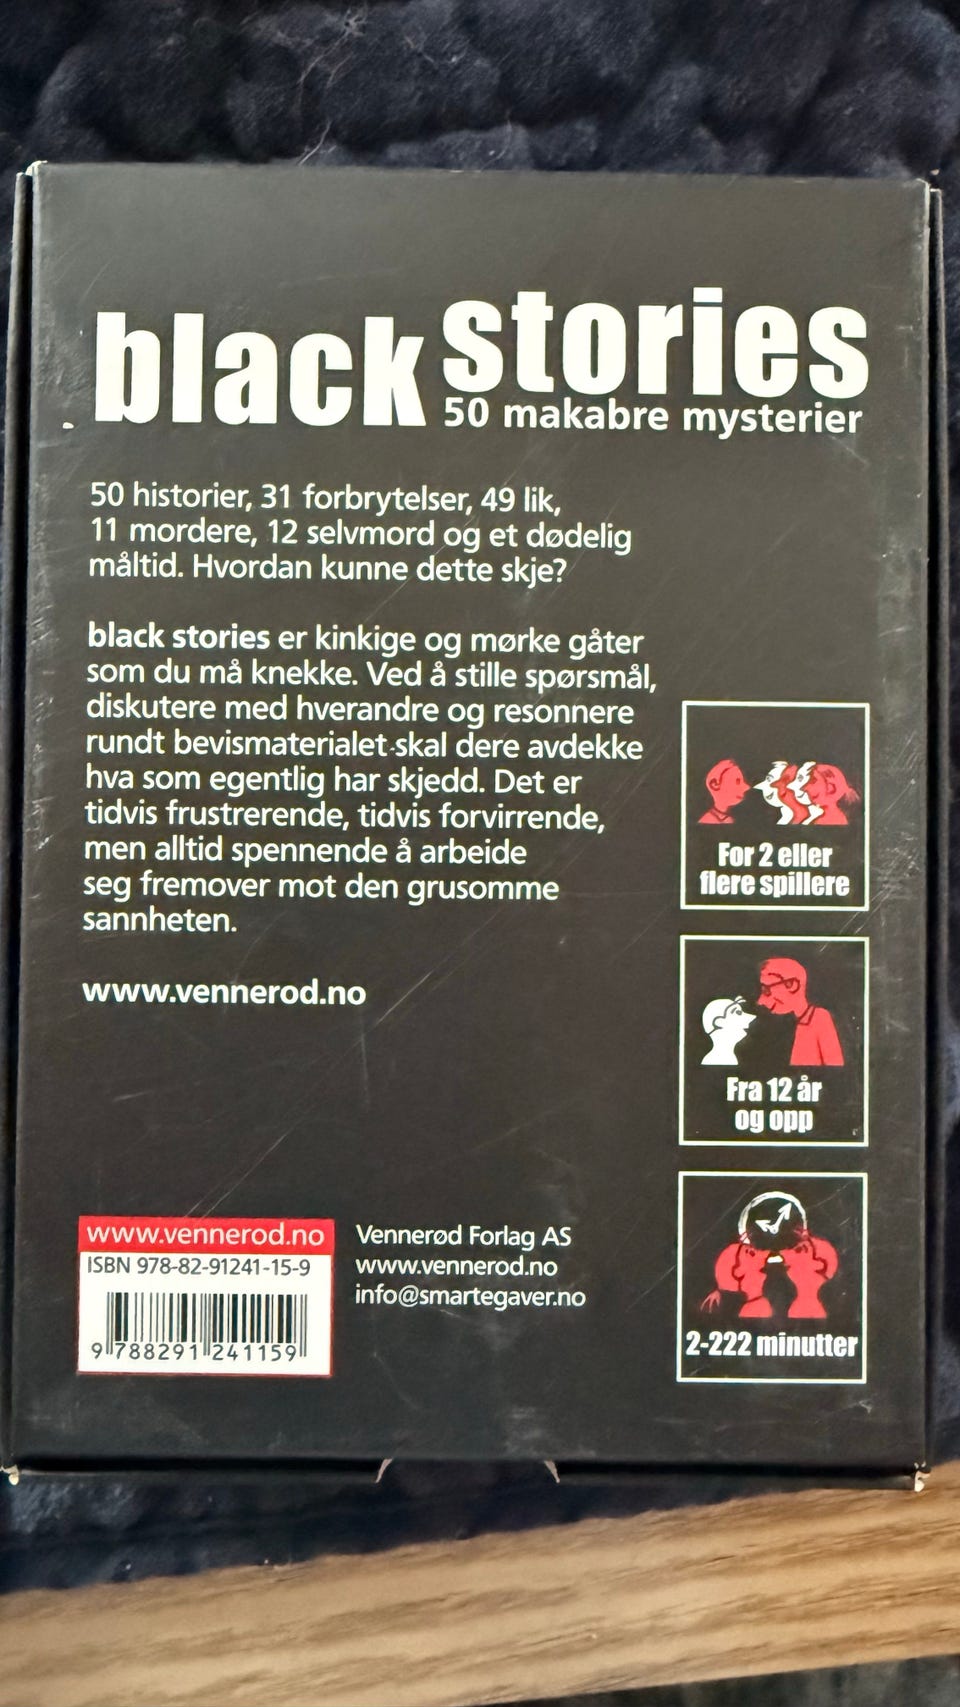 black stories
50 makabre mysterier
50 historier, 31 forbrytelser, 49 lik,
11 mordere, 12 selvmord og et dødelig
måltid. Hvordan kunne dette skje?
black stories er kinkige og mørke gåter
som du må knekke. Ved å stille spørsmål,
diskutere med hverandre og resonnere
rundt bevismaterialet skal dere avdekke
hva som egentlig har skjedd. Det er
tidvis frustrerende, tidvis forvirrende,
men alltid spennende å arbeide
seg fremover mot den grusomme
sannheten.
www.vennerod.no
For 2 eller
flere spillere
Fra 12 år
og opp
2-222 minutter
www.vennerod.no
ISBN 978-82-91241-15-9
9 788291 241159
Vennerød Forlag AS
www.vennerod.no
info@smartegaver.no